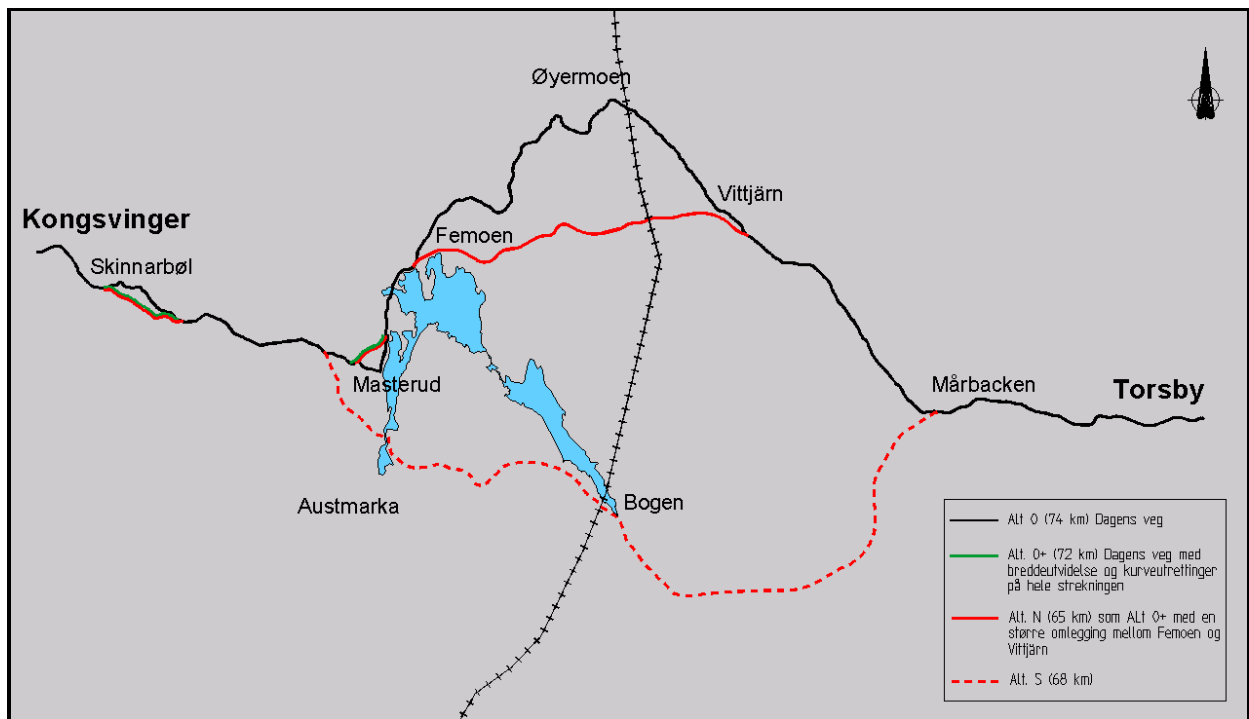 Øyermoen
Vittjärn
Kongsvinger
Femoen
Skinnarbøl
Masterud
Mårbacken
Torsby
Austmarka
Bogen
Alt 0 (74 km) Dagens veg
Alt. 0+ (72 km) Dagens veg med
breddeutvidelse og kurveutrettinger
på hele strekningen
Alt. N (65 km) som ALt 0+ med en
større omlegging mellom Femoen og
Vittjärn
Alt. S (68 km)